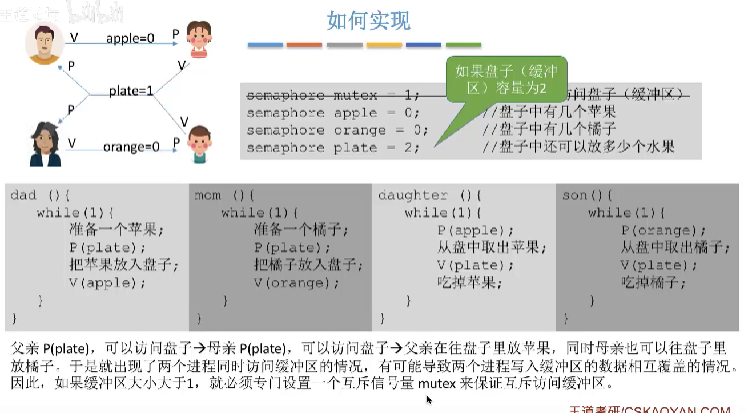 如何实现
V apple=0 P
P V
plate=1
P V
V orange=0 P
如果盘子（缓冲
区）容量为2
semaphore mutex = 1; 访问盘子（缓冲区）
semaphore apple = 0; //盘子中有几个苹果
semaphore orange = 0; //盘子中有几个橘子
semaphore plate = 2; //盘子中还可以放多少个水果
dad (){
while(1){
准备一个苹果;
P(plate);
把苹果放入盘子;
V(apple);
}
}
mom (){
while(1){
准备一个橘子;
P(plate);
把橘子放入盘子;
V(orange);
}
}
daughter (){
while(1){
P(apple);
从盘中取出苹果;
V(plate);
吃掉苹果;
}
}
son(){
while(1){
P(orange);
从盘中取出橘子;
V(plate);
吃掉橘子;
}
}
父亲 P(plate)，可以访问盘子→母亲 P(plate)，可以访问盘子→父亲在往盘子里放苹果，同时母亲也可以往盘子里
放橘子。于是就出现了两个进程同时访问缓冲区的情况，有可能导致两个进程写入缓冲区的数据相互覆盖的情况。
因此，如果缓冲区大小大于1，就必须专门设置一个互斥信号量 mutex 来保证互斥访问缓冲区。
王道考研/CSKAOYAN.COM